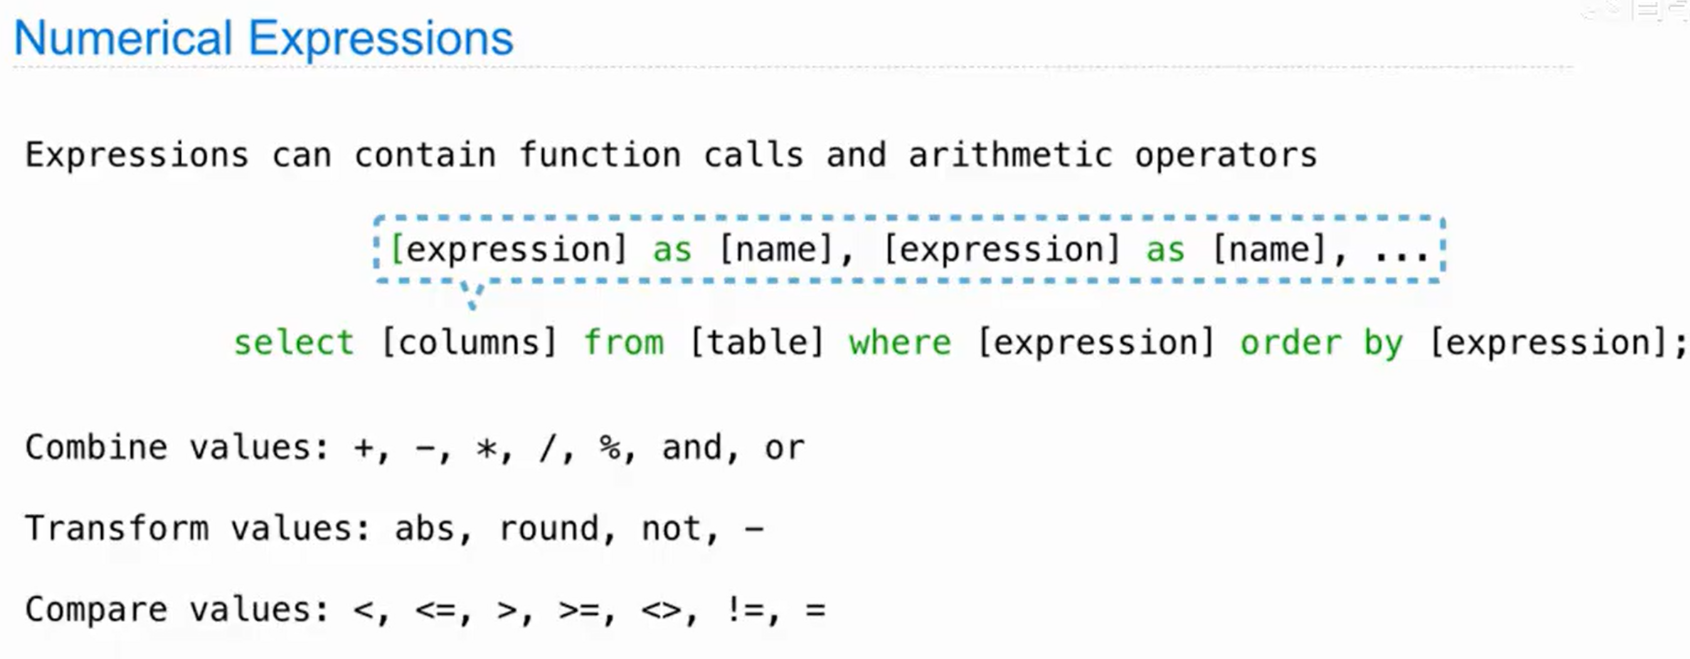 Numerical Expressions
Expressions can contain function calls and arithmetic operators
[expression] as [name], [expression] as [name], ...
select [columns] from [table] where [expression] order by [expression];
Combine values: +, -, *, /, %, and, or
Transform values: abs, round, not, -
Compare values: <, <=, >, >=, <>, !=, =